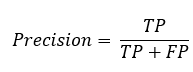 Precision = TP / TP + FP